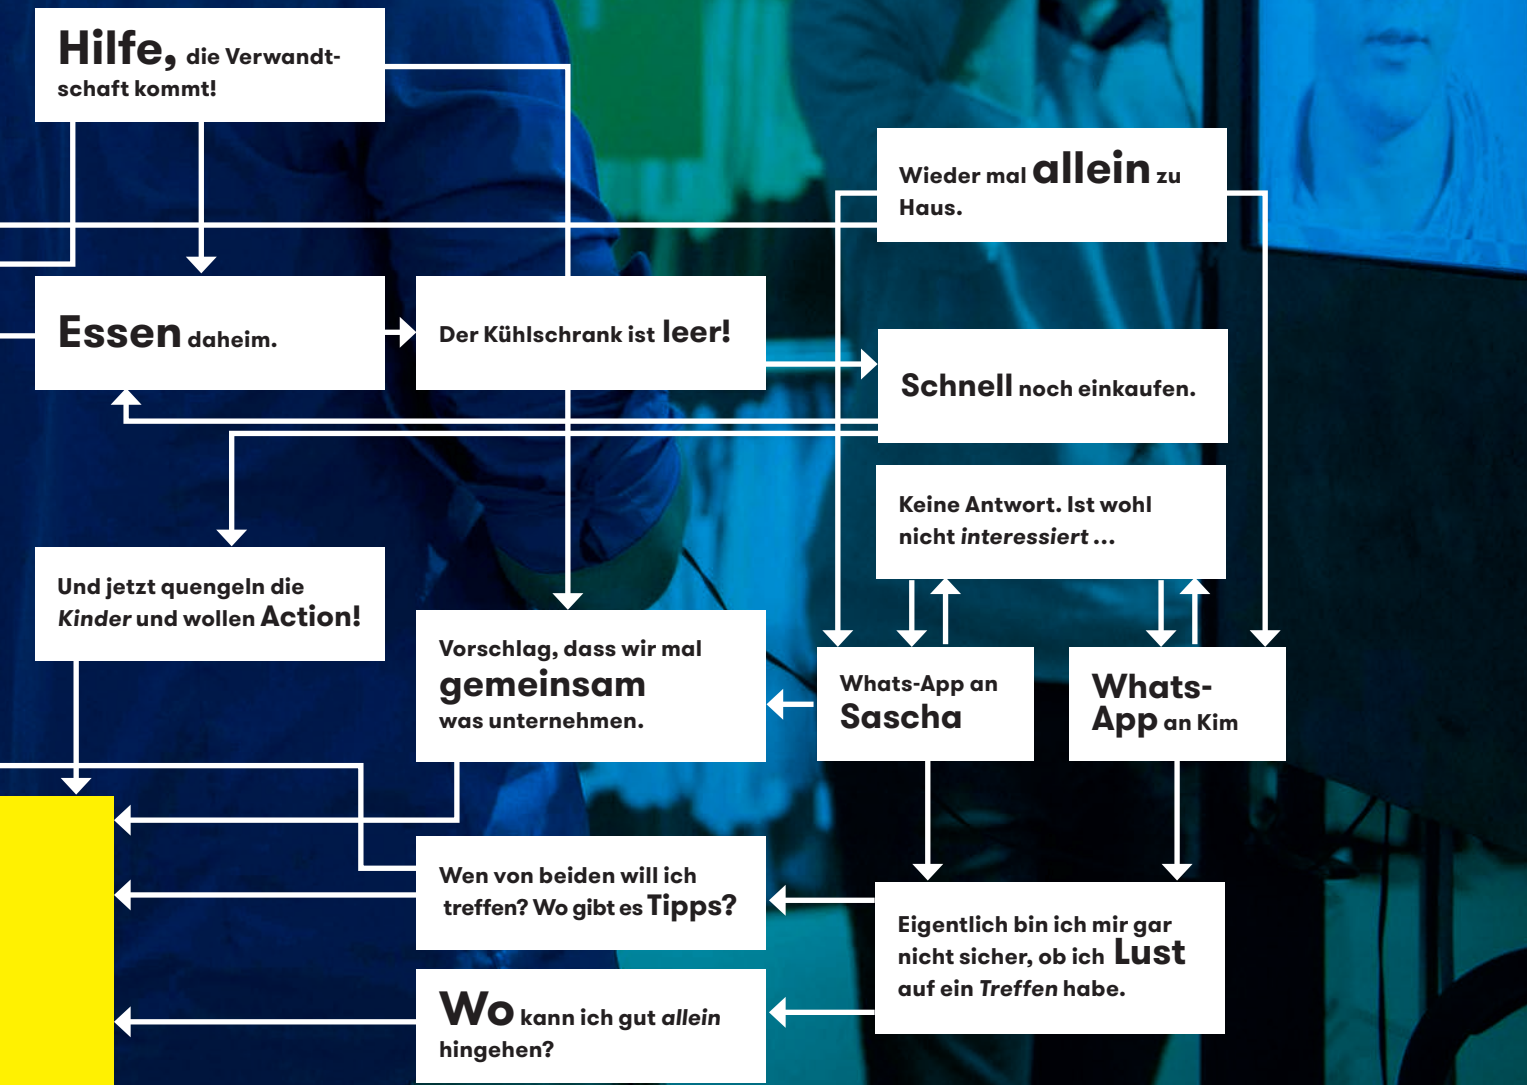 Hilfe, die Verwandt-
schaft kommt!
Wieder mal allein zu
Haus.
Essen daheim.
Der Kühlschrank ist leer!
Schnell noch einkaufen.
Keine Antwort. Ist wohl
nicht interessiert ...
Und jetzt quengeln die
Kinder und wollen Action!
Vorschlag, dass wir mal
gemeinsam
was unternehmen.
Whats-App an
Sascha
Whats-
App an Kim
Wen von beiden will ich
treffen? Wo gibt es Tipps?
Eigentlich bin ich mir gar
nicht sicher, ob ich Lust
auf ein Treffen habe.
Wo kann ich gut allein
hingehen?